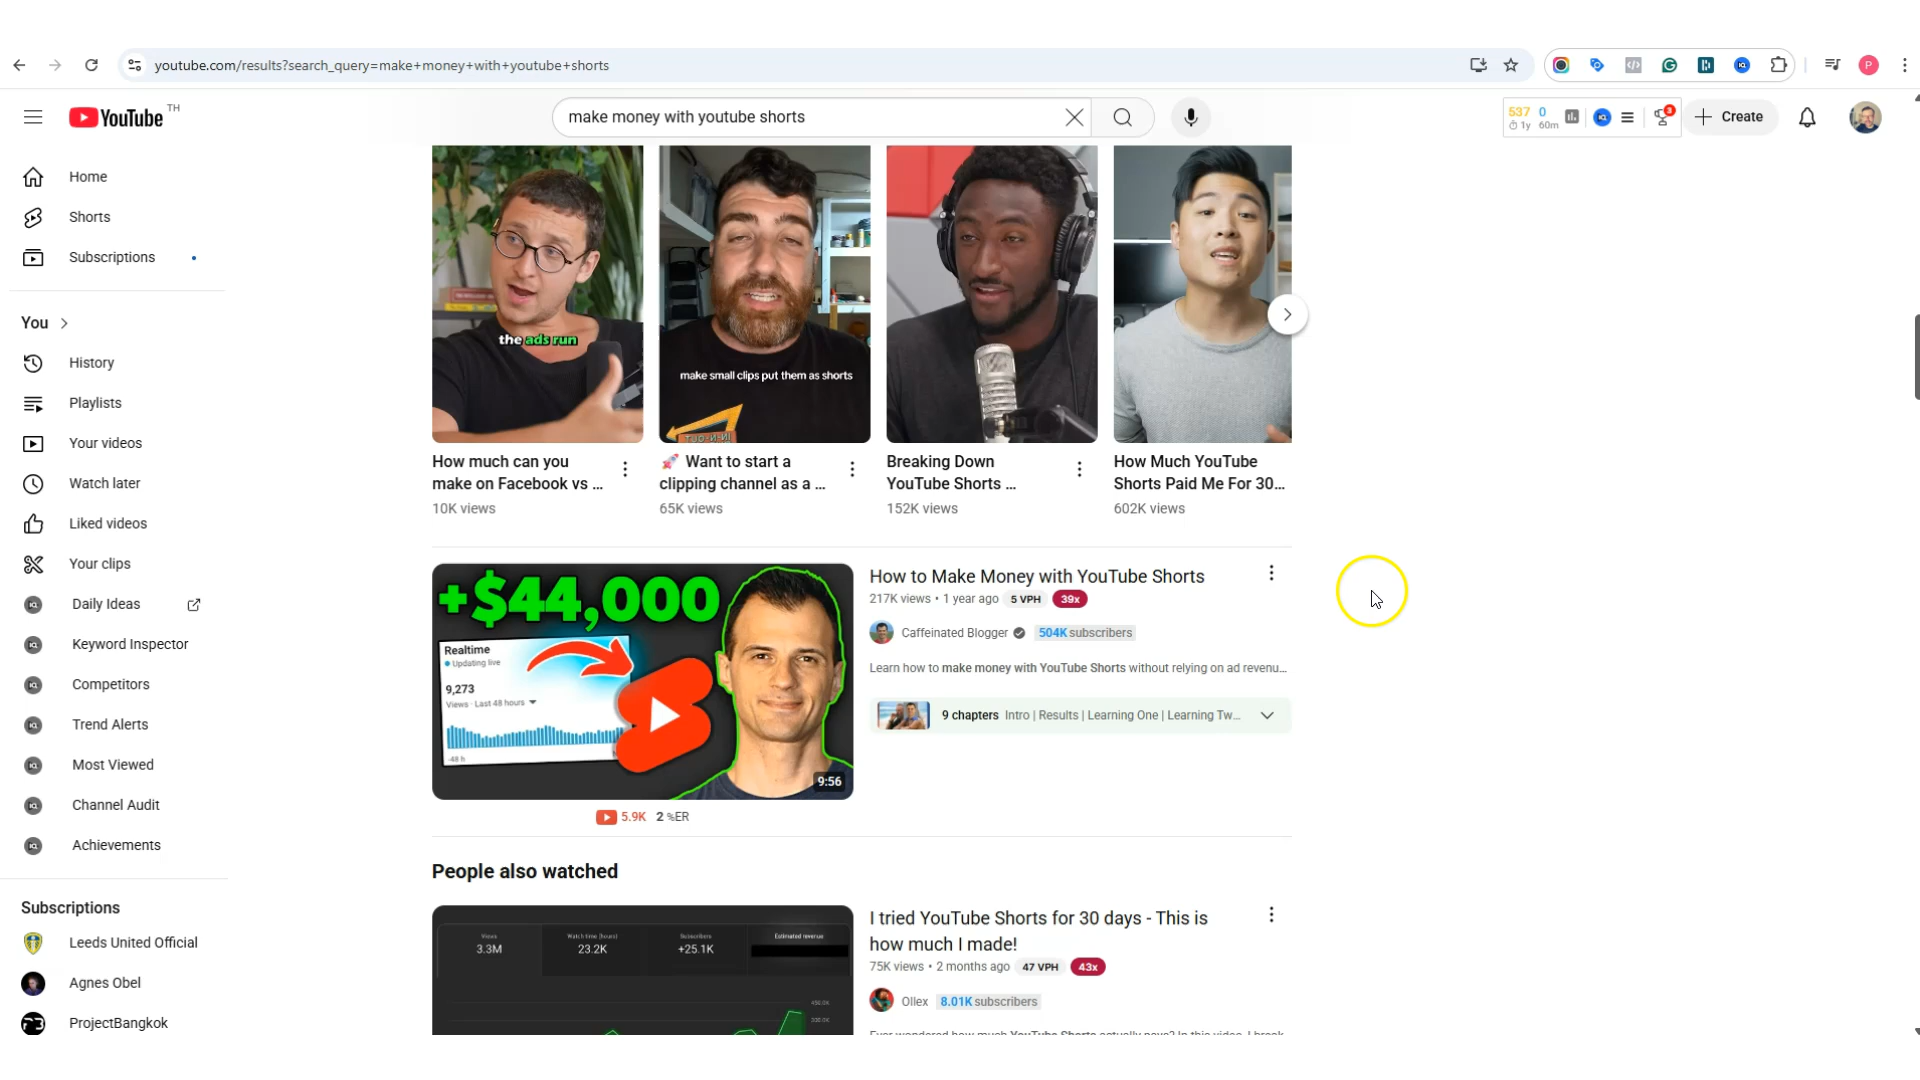 youtube.com/results?search_query=make+money+with+youtube+shorts
P
YouTube TH
make money with youtube shorts
537 0
1y 60m
3
Create
Home
Shorts
Subscriptions
You
History
Playlists
Your videos
Watch later
Liked videos
Your clips
Daily Ideas
Keyword Inspector
Competitors
Trend Alerts
Most Viewed
Channel Audit
Achievements
Subscriptions
Leeds United Official
Agnes Obel
ProjectBangkok
the ads run
make small clips put them as shorts
How much can you
make on Facebook vs ...
10K views
🚀 Want to start a
clipping channel as a ...
65K views
Breaking Down
YouTube Shorts ...
152K views
How Much YouTube
Shorts Paid Me For 30...
602K views
+$44,000
Realtime
Updating live
9,273
Views · Last 48 hours
-48 h
9:56
5.9K 2 %ER
How to Make Money with YouTube Shorts
217K views • 1 year ago 5 VPH 39x
Caffeinated Blogger 504K subscribers
Learn how to make money with YouTube Shorts without relying on ad revenu...
9 chapters Intro | Results | Learning One | Learning Tw...
People also watched
Views
3.3M
Watch time (hours)
23.2K
Subscribers
+25.1K
Estimated revenue
I tried YouTube Shorts for 30 days - This is
how much I made!
75K views • 2 months ago 47 VPH 43x
Ollex 8.01K subscribers